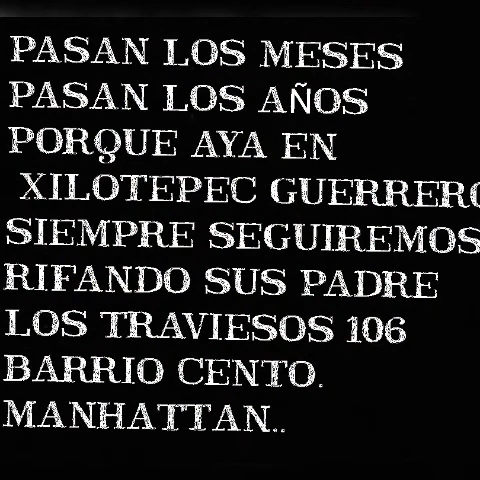 PASAN LOS MESES
PASAN LOS AÑOS
PORQUE AYA EN
XILOTEPEC GUERRERO
SIEMPRE SEGUIREMOS
RIFANDO SUS PADRE
LOS TRAVIESOS 106
BARRIO CENTO.
MANHATTAN..